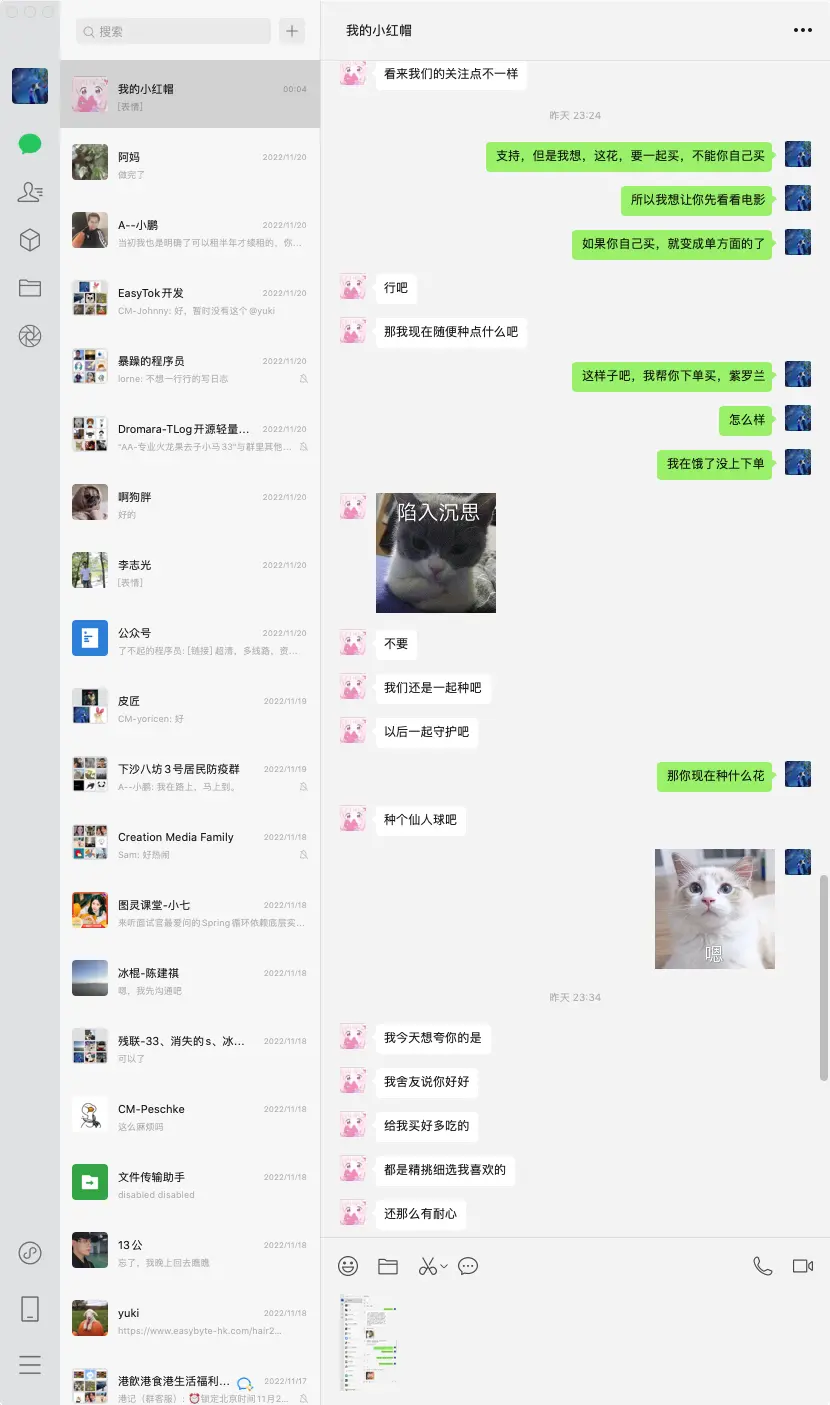 搜索
我的小红帽
00:04
[表情]
阿妈
2022/11/20
做完了
A--小鹏
2022/11/20
当初我也是明确了可以租半年才续租的，你...
EasyTok开发
2022/11/20
CM-Johnny: 好，暂时没有这个@yuki
暴躁的程序员
2022/11/20
lorne: 不想一行行的写日志
Dromara-TLog开源轻量...
2022/11/20
"AA-专业火龙果去子小马33"与群里其他...
啊狗胖
2022/11/20
好的
李志光
2022/11/20
[表情]
公众号
2022/11/20
了不起的程序员: [链接] 超清，多线路，资...
皮匠
2022/11/19
CM-yoricen: 好
下沙八坊3号居民防疫群
2022/11/19
A--小鹏: 我在路上，马上到。
Creation Media Family
2022/11/18
Sam: 好热闹
图灵课堂-小七
2022/11/18
来听面试官最爱问的Spring循环依赖底层实...
冰棍-陈建祺
2022/11/18
嗯，我先沟通吧
残联-33、消失的s、冰...
2022/11/18
可以了
CM-Peschke
2022/11/18
这么麻烦吗
文件传输助手
2022/11/18
disabled disabled
13公
2022/11/18
忘了，我晚上回去瞧瞧
yuki
2022/11/18
https://www.easybyte-hk.com/hair2...
港飲港食港生活福利...
2022/11/17
港记（群客服）: ⏰锁定北京时间11月2...
我的小红帽
看来我们的关注点不一样
昨天 23:24
支持，但是我想，这花，要一起买，不能你自己买
所以我想让你先看看电影
如果你自己买，就变成单方面的了
行吧
那我现在随便种点什么吧
这样子吧，我帮你下单买，紫罗兰
怎么样
我在饿了没上下单
陷入沉思
不要
我们还是一起种吧
以后一起守护吧
那你现在种什么花
种个仙人球吧
嗯
昨天 23:34
我今天想夸你的是
我舍友说你好好
给我买好多吃的
都是精挑细选我喜欢的
还那么有耐心